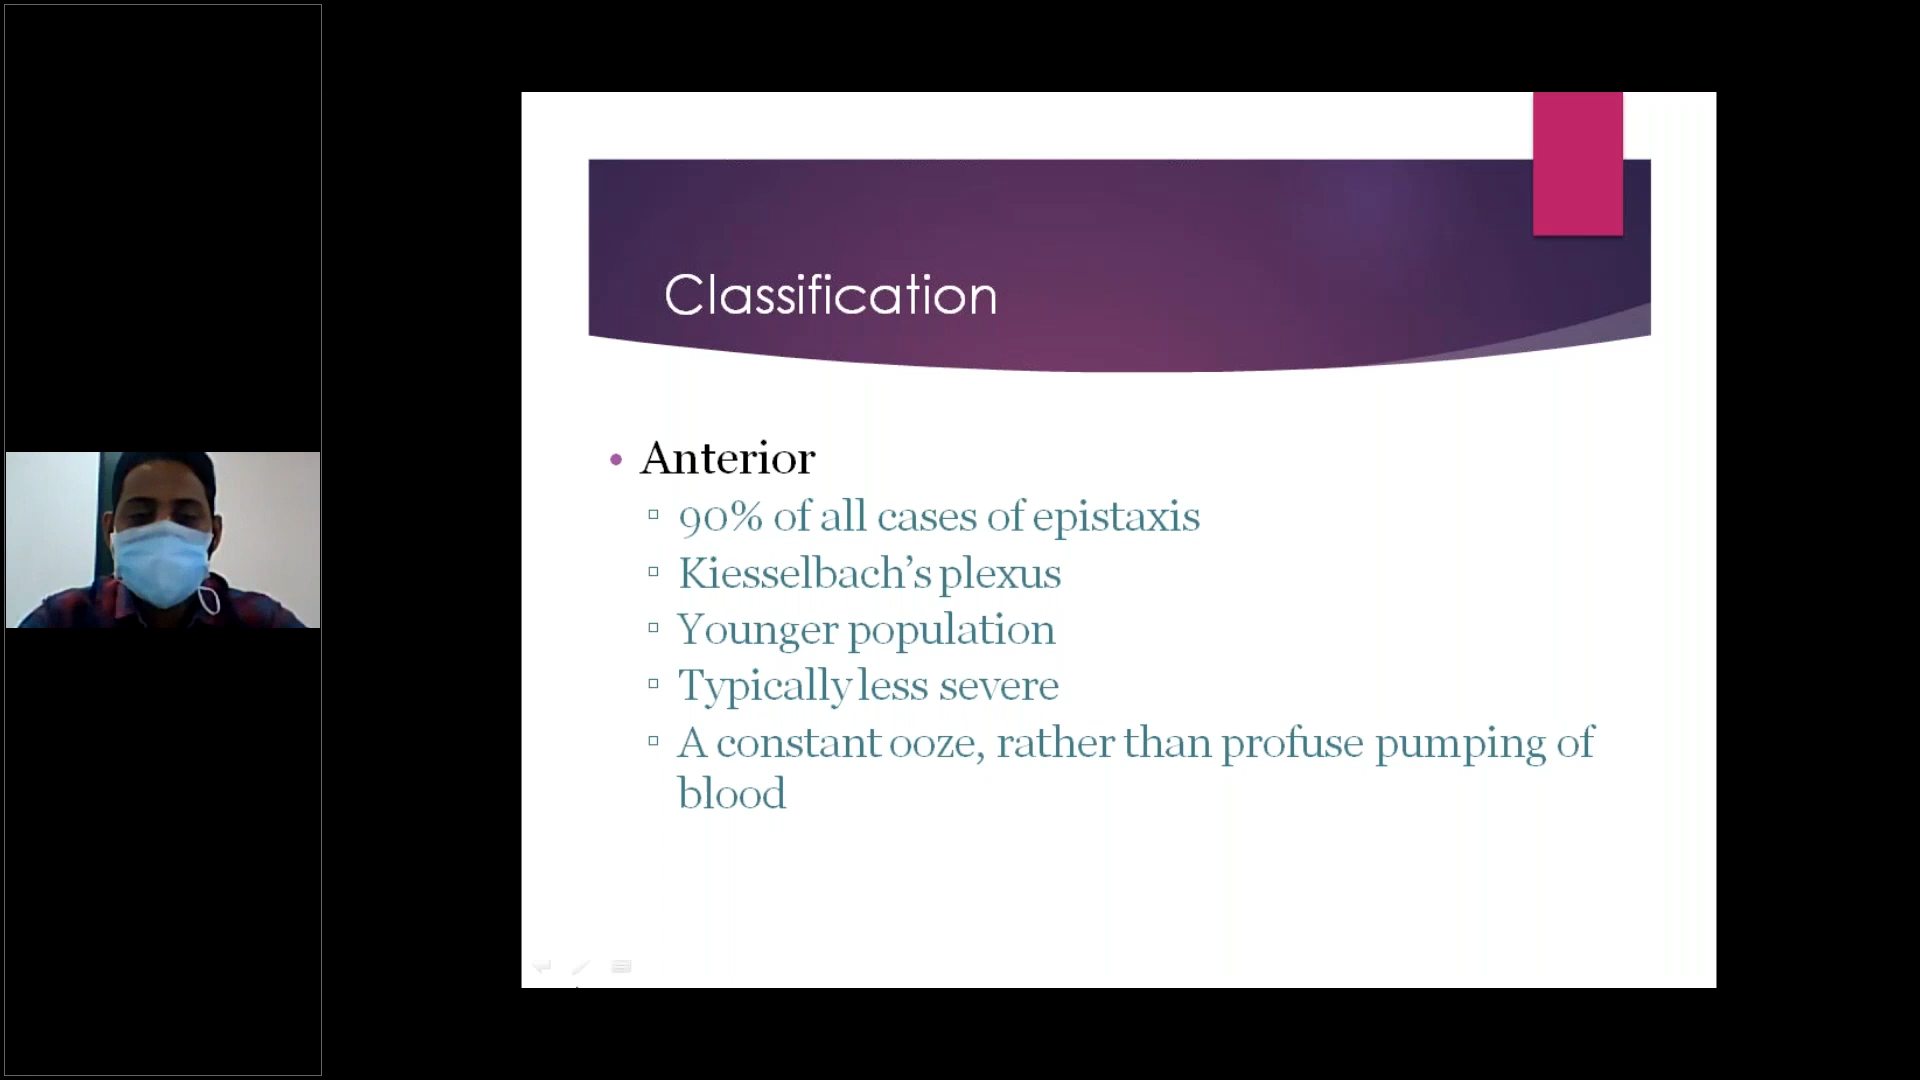 Classification
• Anterior
▫ 90% of all cases of epistaxis
▫ Kiesselbach’s plexus
▫ Younger population
▫ Typically less severe
▫ A constant ooze, rather than profuse pumping of
blood